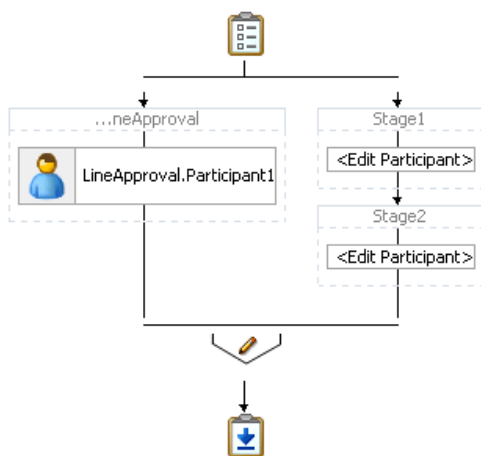 ...neApproval
Stage1
LineApproval.Participant1
<Edit Participant>
Stage2
<Edit Participant>